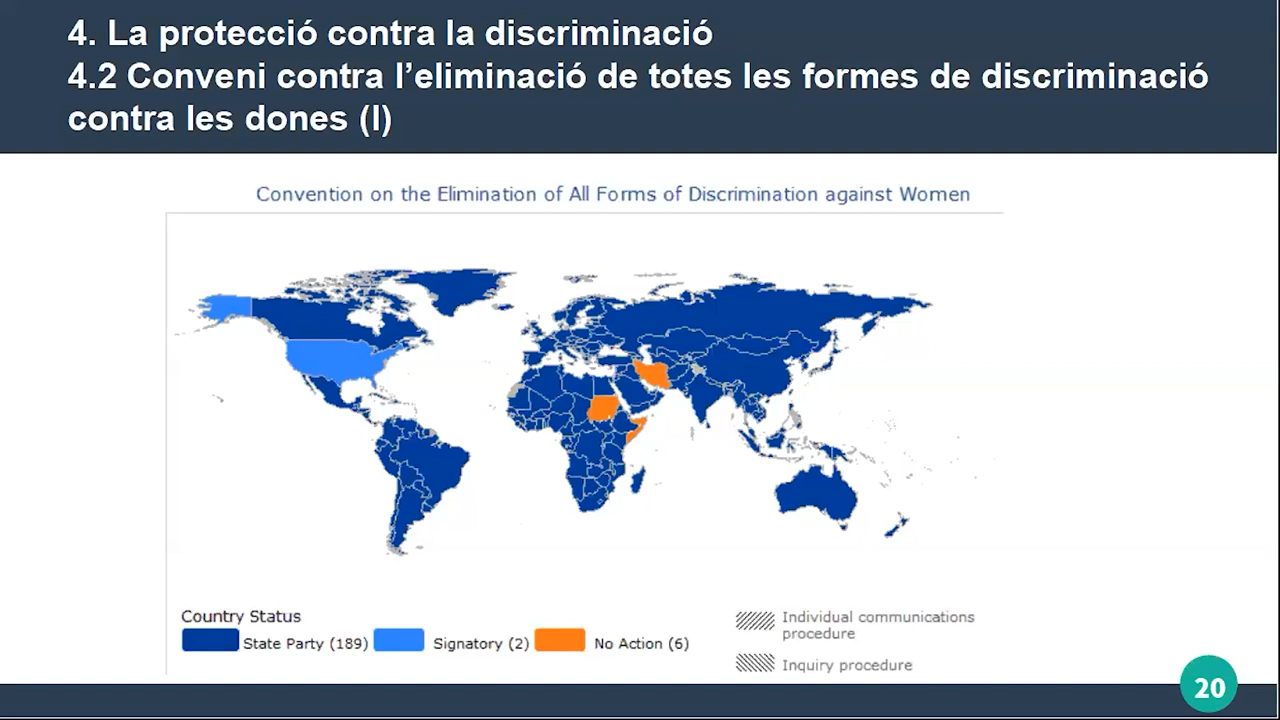 4. La protecció contra la discriminació
4.2 Conveni contra l’eliminació de totes les formes de discriminació
contra les dones (I)
Convention on the Elimination of All Forms of Discrimination against Women
Country Status
State Party (189)
Signatory (2)
No Action (6)
Individual communications
procedure
Inquiry procedure
20